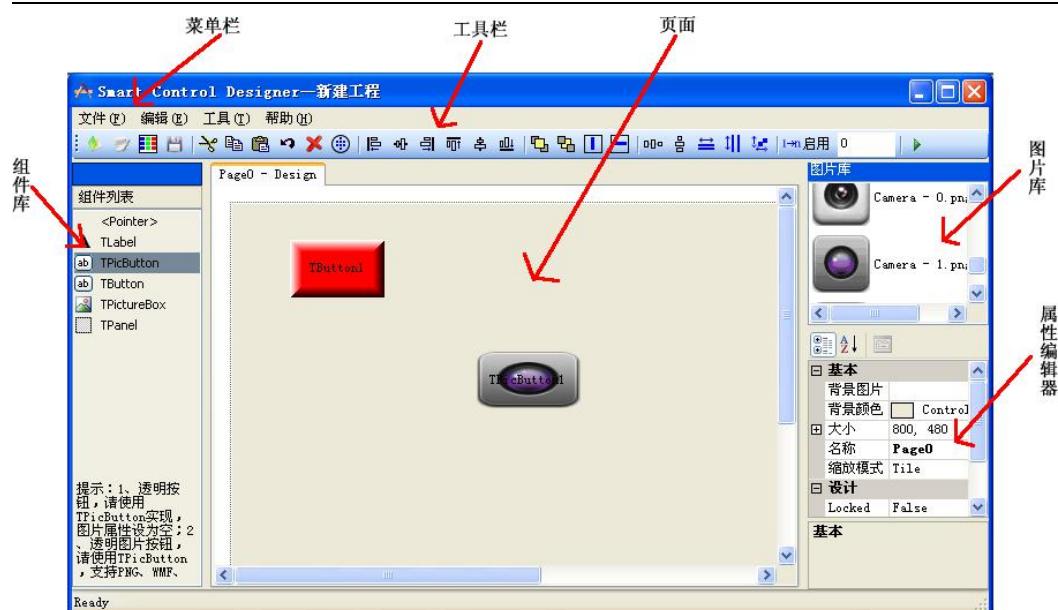 菜单栏
工具栏
页面
Smart Control Designer—新建工程
文件(F) 编辑(E) 工具(T) 帮助(H)
启用 0
组件库
组件列表
<Pointer>
TLabel
ab TPicButton
ab TButton
TPictureBox
TPanel
提示：1、透明按
钮，请使用
TPicButton实现，
图片属性设为空；2
、透明图片按钮，
请使用TPicButton
，支持PNG、WMF、
Page0 - Design
TButton1
TPicButton1
图片库
Camera - 0.pn
Camera - 1.pn
图片库
属性编辑器
基本
背景图片
背景颜色 Control
大小 800, 480
名称 Page0
缩放模式 Tile
设计
Locked False
基本
Ready